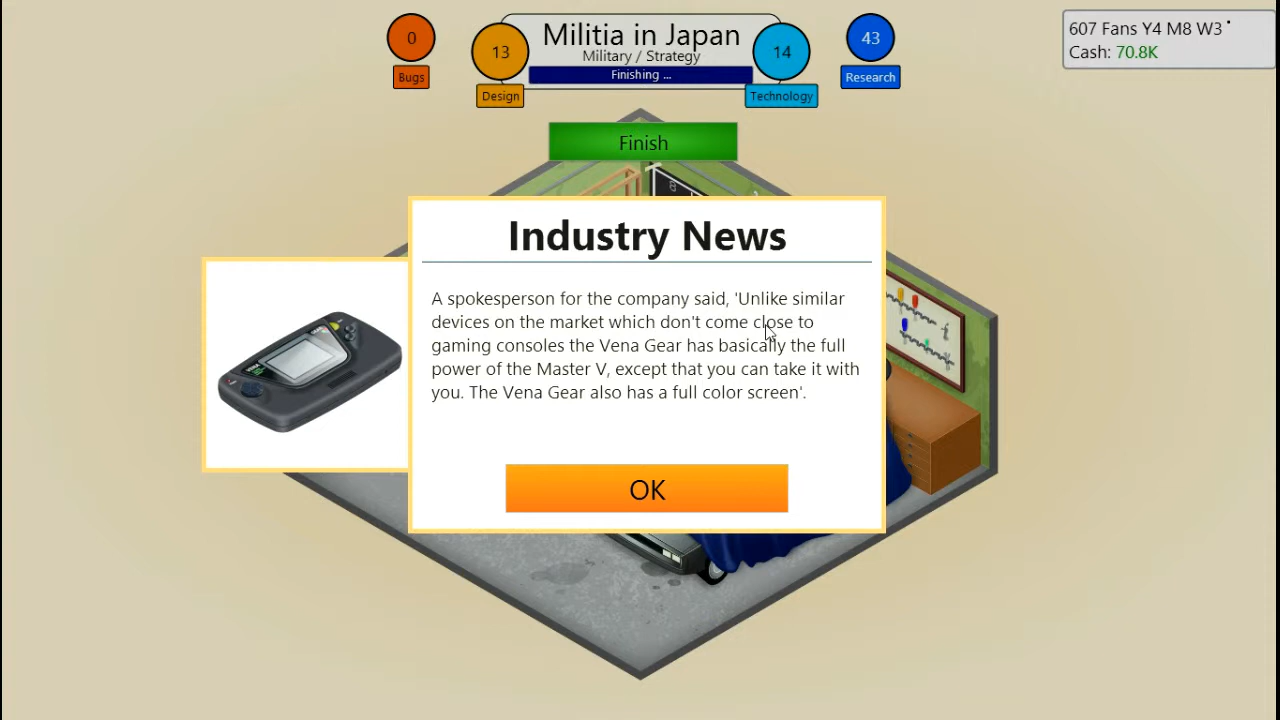 0
Bugs
13
Design
Militia in Japan
Military / Strategy
Finishing ...
14
Technology
43
Research
607 Fans Y4 M8 W3
Cash: 70.8K
Finish
Industry News
A spokesperson for the company said, 'Unlike similar
devices on the market which don't come close to
gaming consoles the Vena Gear has basically the full
power of the Master V, except that you can take it with
you. The Vena Gear also has a full color screen'.
OK